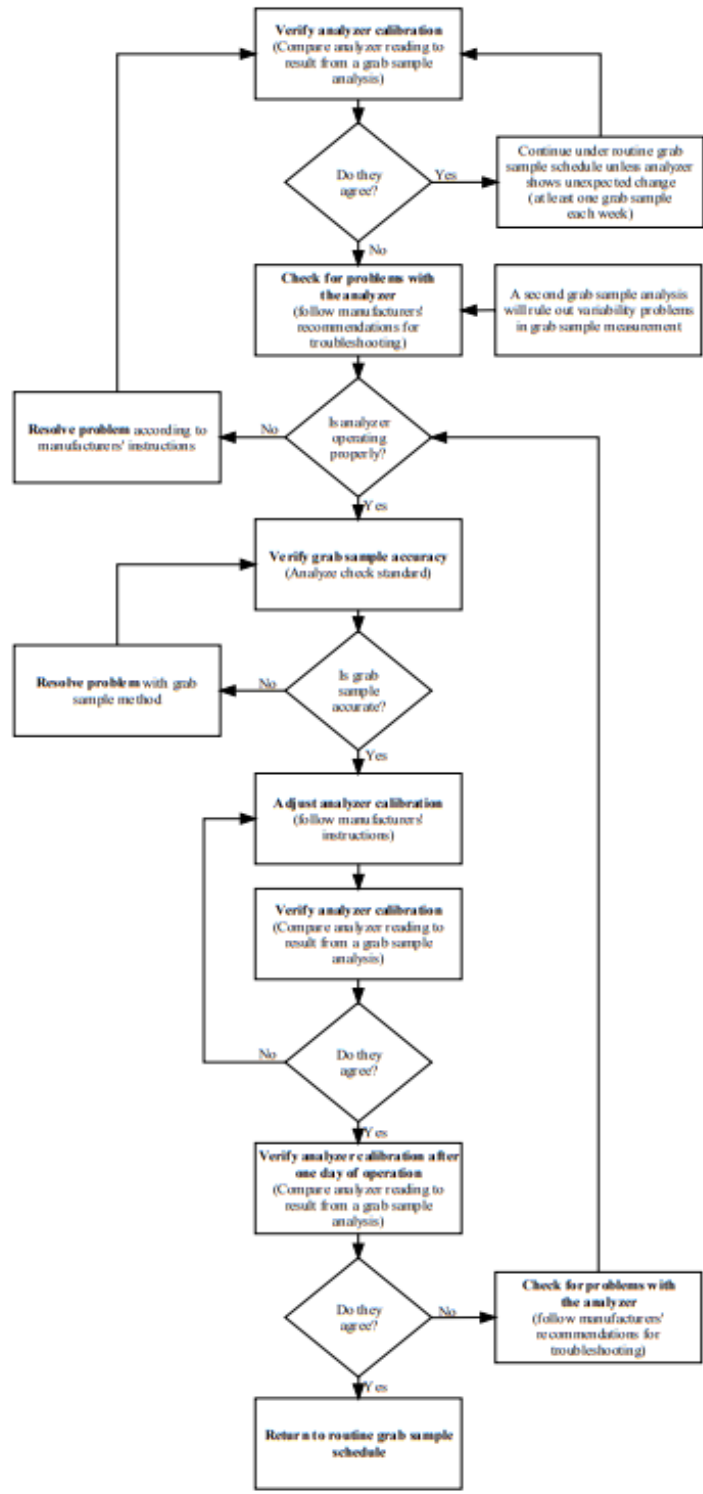 Verify analyzer calibration
(Compare analyzer reading to
result from a grab sample
analysis)
Do they
agree?
Yes
Continue under routine grab
sample schedule unless analyzer
shows unexpected change
(at least one grab sample
each week)
No
Check for problems with
the analyzer
(follow manufacturers'
recommendations for
troubleshooting)
A second grab sample analysis
will rule out variability problems
in grab sample measurement
Is analyzer
operating
properly?
No
Resolve problem according to
manufacturers' instructions
Yes
Verify grab sample accuracy
(Analyze check standard)
Is grab
sample
accurate?
No
Resolve problem with grab
sample method
Yes
Adjust analyzer calibration
(follow manufacturers'
instructions)
Verify analyzer calibration
(Compare analyzer reading to
result from a grab sample
analysis)
Do they
agree?
No
Yes
Verify analyzer calibration after
one day of operation
(Compare analyzer reading to
result from a grab sample
analysis)
Do they
agree?
No
Check for problems with
the analyzer
(follow manufacturers'
recommendations for
troubleshooting)
Yes
Return to routine grab sample
schedule